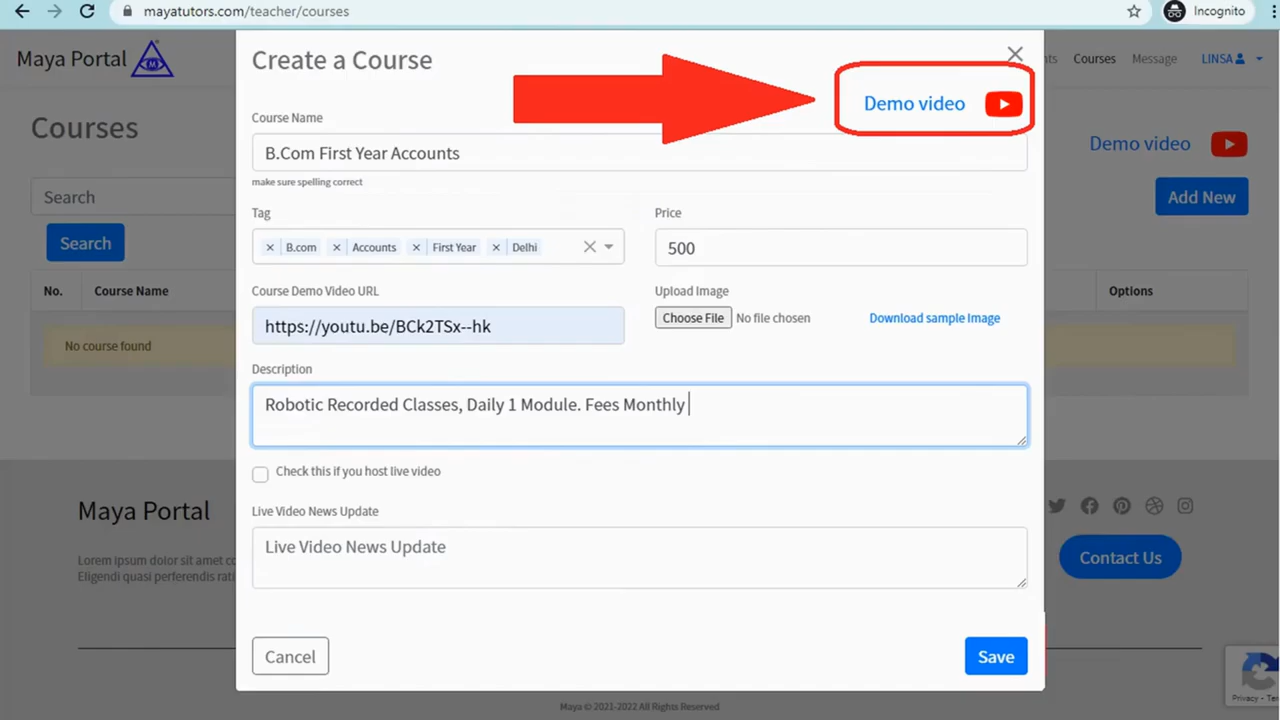 mayatutors.com/teacher/courses
Incognito
Maya Portal
Courses Message LINSA
Create a Course
Demo video
Courses
Demo video
Course Name
B.Com First Year Accounts
make sure spelling correct
Search
Add New
Tag Price
× B.com × Accounts × First Year × Delhi
500
Search
No. Course Name Options
Course Demo Video URL Upload Image
https://youtu.be/BCk2TSx--hk
Choose File No file chosen Download sample Image
No course found
Description
Robotic Recorded Classes, Daily 1 Module. Fees Monthly
Check this if you host live video
Maya Portal
Live Video News Update
Live Video News Update
Lorem ipsum dolor sit amet
Eligendi quasi perferendis
Contact Us
Cancel Save
Maya © 2021-2022 All Rights Reserved